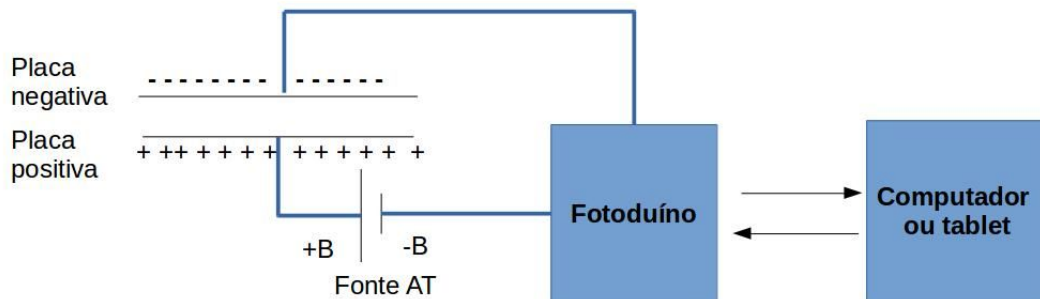 Placa
negativa
- - - - - - - - - - - - - -
Placa
positiva
+ ++ + + + + + + + + + +
+B
-B
Fonte AT
Fotoduíno
Computador
ou tablet